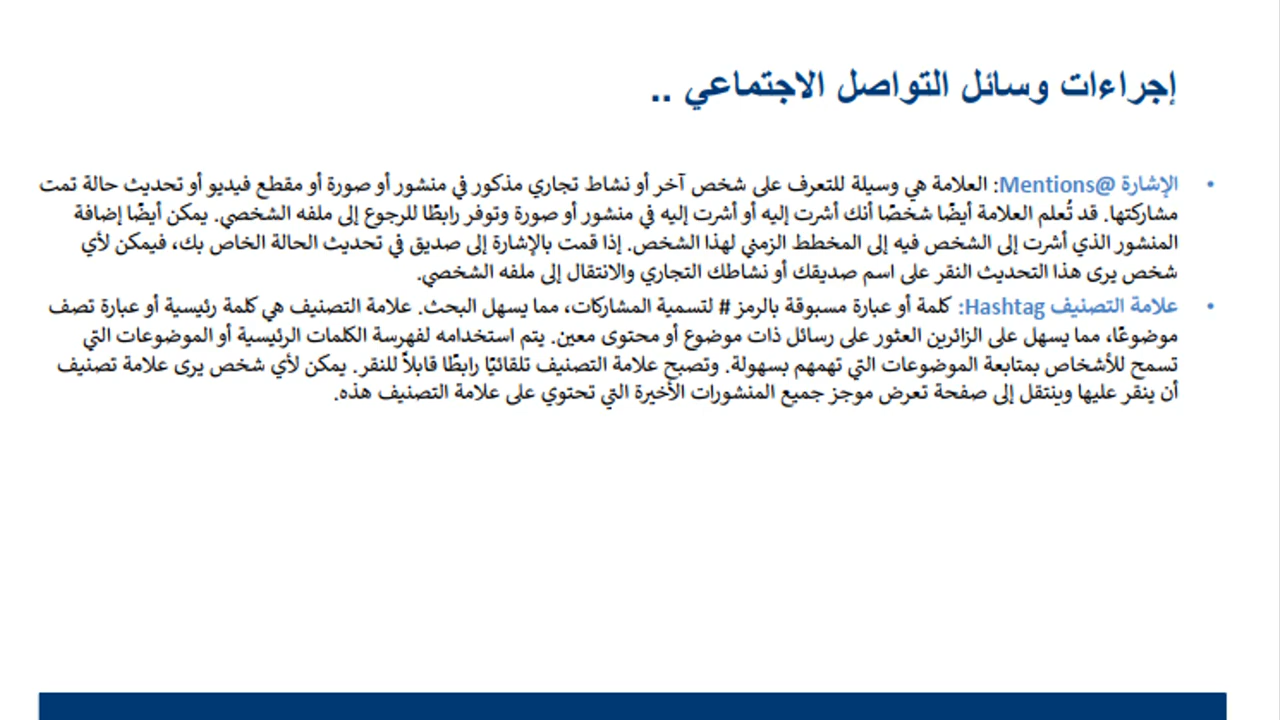 إجراءات وسائل التواصل الاجتماعي ..
• الإشارة @Mentions: العلامة هي وسيلة للتعرف على شخص آخر أو نشاط تجاري مذكور في منشور أو صورة أو مقطع فيديو أو تحديث حالة تمت
مشاركتها. قد تُعلم العلامة أيضًا شخصًا أنك أشرت إليه أو أشرت إليه في منشور أو صورة وتوفر رابطًا للرجوع إلى ملفه الشخصي. يمكن أيضًا إضافة
المنشور الذي أشرت إلى الشخص فيه إلى المخطط الزمني لهذا الشخص. إذا قمت بالإشارة إلى صديق في تحديث الحالة الخاص بك، فيمكن لأي
شخص يرى هذا التحديث النقر على اسم صديقك أو نشاطك التجاري والانتقال إلى ملفه الشخصي.
• علامة التصنيف Hashtag: كلمة أو عبارة مسبوقة بالرمز # لتسمية المشاركات، مما يسهل البحث. علامة التصنيف هي كلمة رئيسية أو عبارة تصف
موضوعًا، مما يسهل على الزائرين العثور على رسائل ذات موضوع أو محتوى معين. يتم استخدامه لفهرسة الكلمات الرئيسية أو الموضوعات التي
تسمح للأشخاص بمتابعة الموضوعات التي تهمهم بسهولة. وتصبح علامة التصنيف تلقائيًا رابطًا قابلاً للنقر. يمكن لأي شخص يرى علامة تصنيف
أن ينقر عليها وينتقل إلى صفحة تعرض موجز جميع المنشورات الأخيرة التي تحتوي على علامة التصنيف هذه.